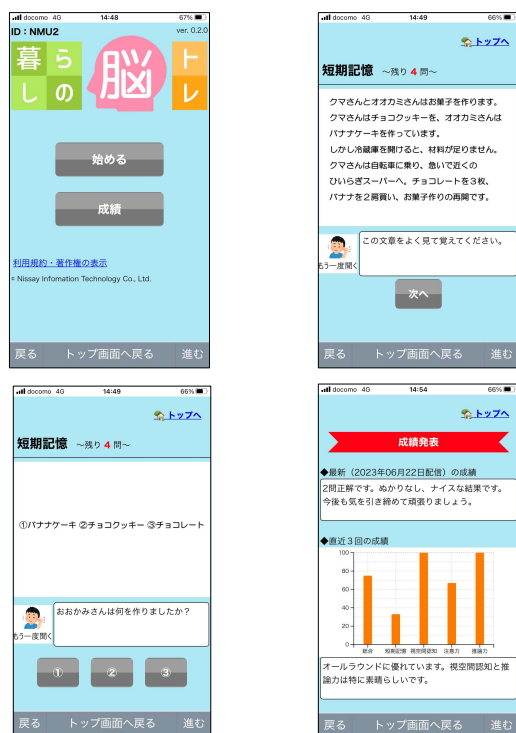 docomo 4G 14:48 67%
ID：NMU2 ver. 0.2.0
暮らしの 脳 トレ
始める
成績
利用規約・著作権の表示
© Nissay Infomation Technology Co., Ltd.
戻る トップ画面へ戻る 進む
docomo 4G 14:49 66%
トップへ
短期記憶 ～残り 4 問～
クマさんとオオカミさんはお菓子を作ります。
クマさんはチョコクッキーを、オオカミさんは
バナナケーキを作っています。
しかし冷蔵庫を開けると、材料が足りません。
クマさんは自転車に乗り、急いで近くの
ひいらぎスーパーへ。チョコレートを３枚、
バナナを２房買い、お菓子作りの再開です。
この文章をよく見て覚えてください。
もう一度聞く
次へ
戻る トップ画面へ戻る 進む
docomo 4G 14:49 66%
トップへ
短期記憶 ～残り 4 問～
①バナナケーキ ②チョコクッキー ③チョコレート
おおかみさんは何を作りましたか？
もう一度聞く
① ② ③
戻る トップ画面へ戻る 進む
docomo 4G 14:54 66%
トップへ
成績発表
◆最新（2023年06月22日配信）の成績
2問正解です。ぬかりなし、ナイスな結果です。
今後も気を引き締めて頑張りましょう。
◆直近３回の成績
100
80
60
40
20
0
総合 短期記憶 視空間認知 注意力 推論力
オールラウンドに優れています。視空間認知と推
論力は特に素晴らしいです。
戻る トップ画面へ戻る 進む